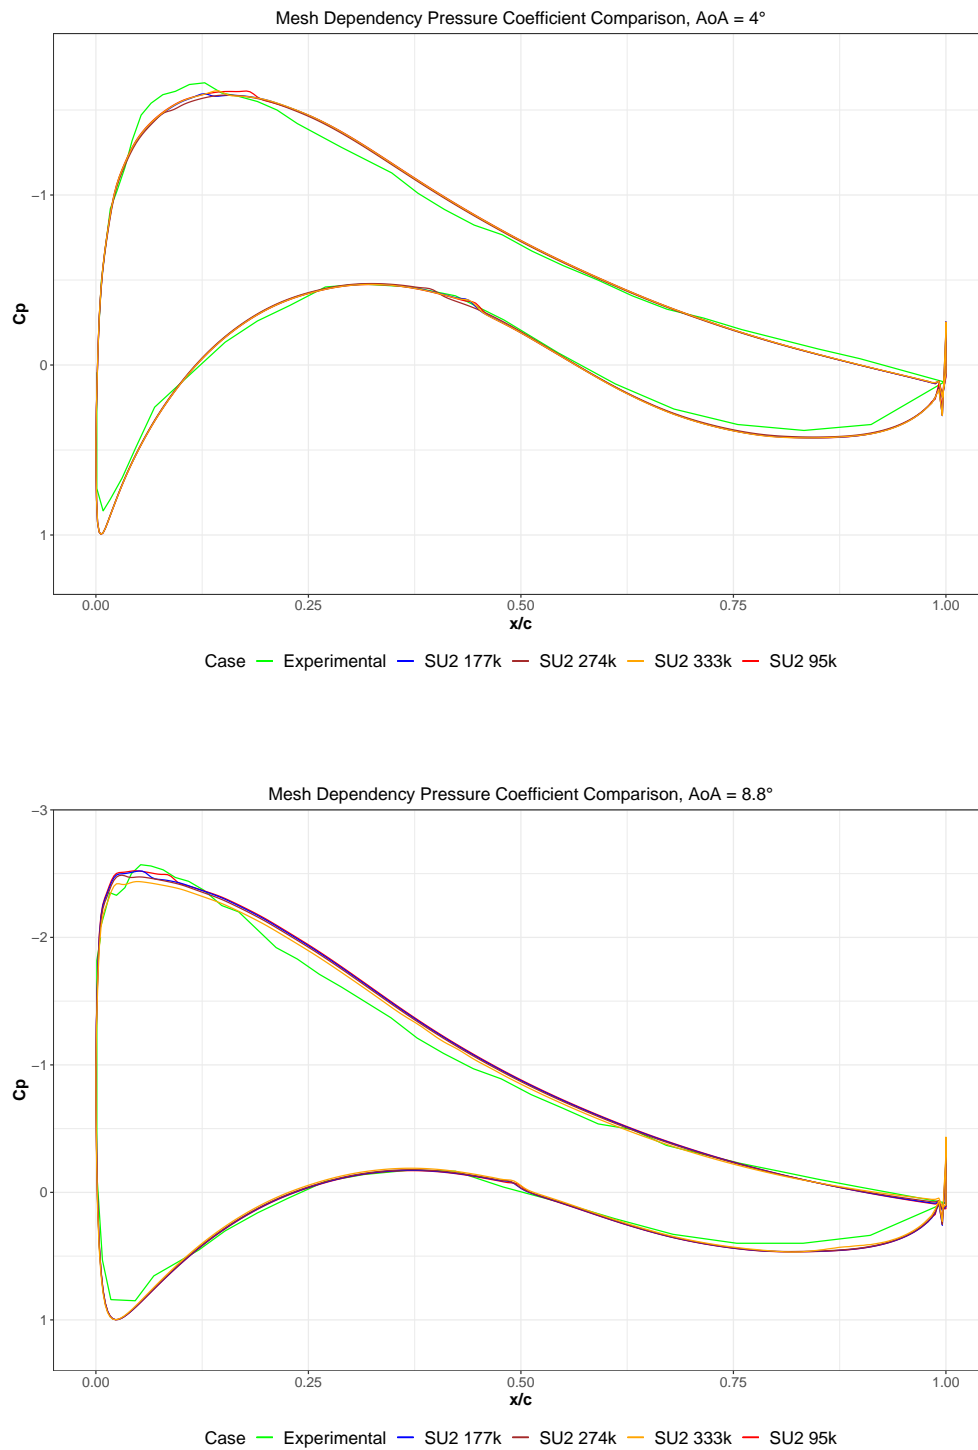 Mesh Dependency Pressure Coefficient Comparison, AoA = 4°
-1
0
1
Cp
0.00 0.25 0.50 0.75 1.00
x/c
Case Experimental SU2 177k SU2 274k SU2 333k SU2 95k
Mesh Dependency Pressure Coefficient Comparison, AoA = 8.8°
-3
-2
-1
0
1
Cp
0.00 0.25 0.50 0.75 1.00
x/c
Case Experimental SU2 177k SU2 274k SU2 333k SU2 95k